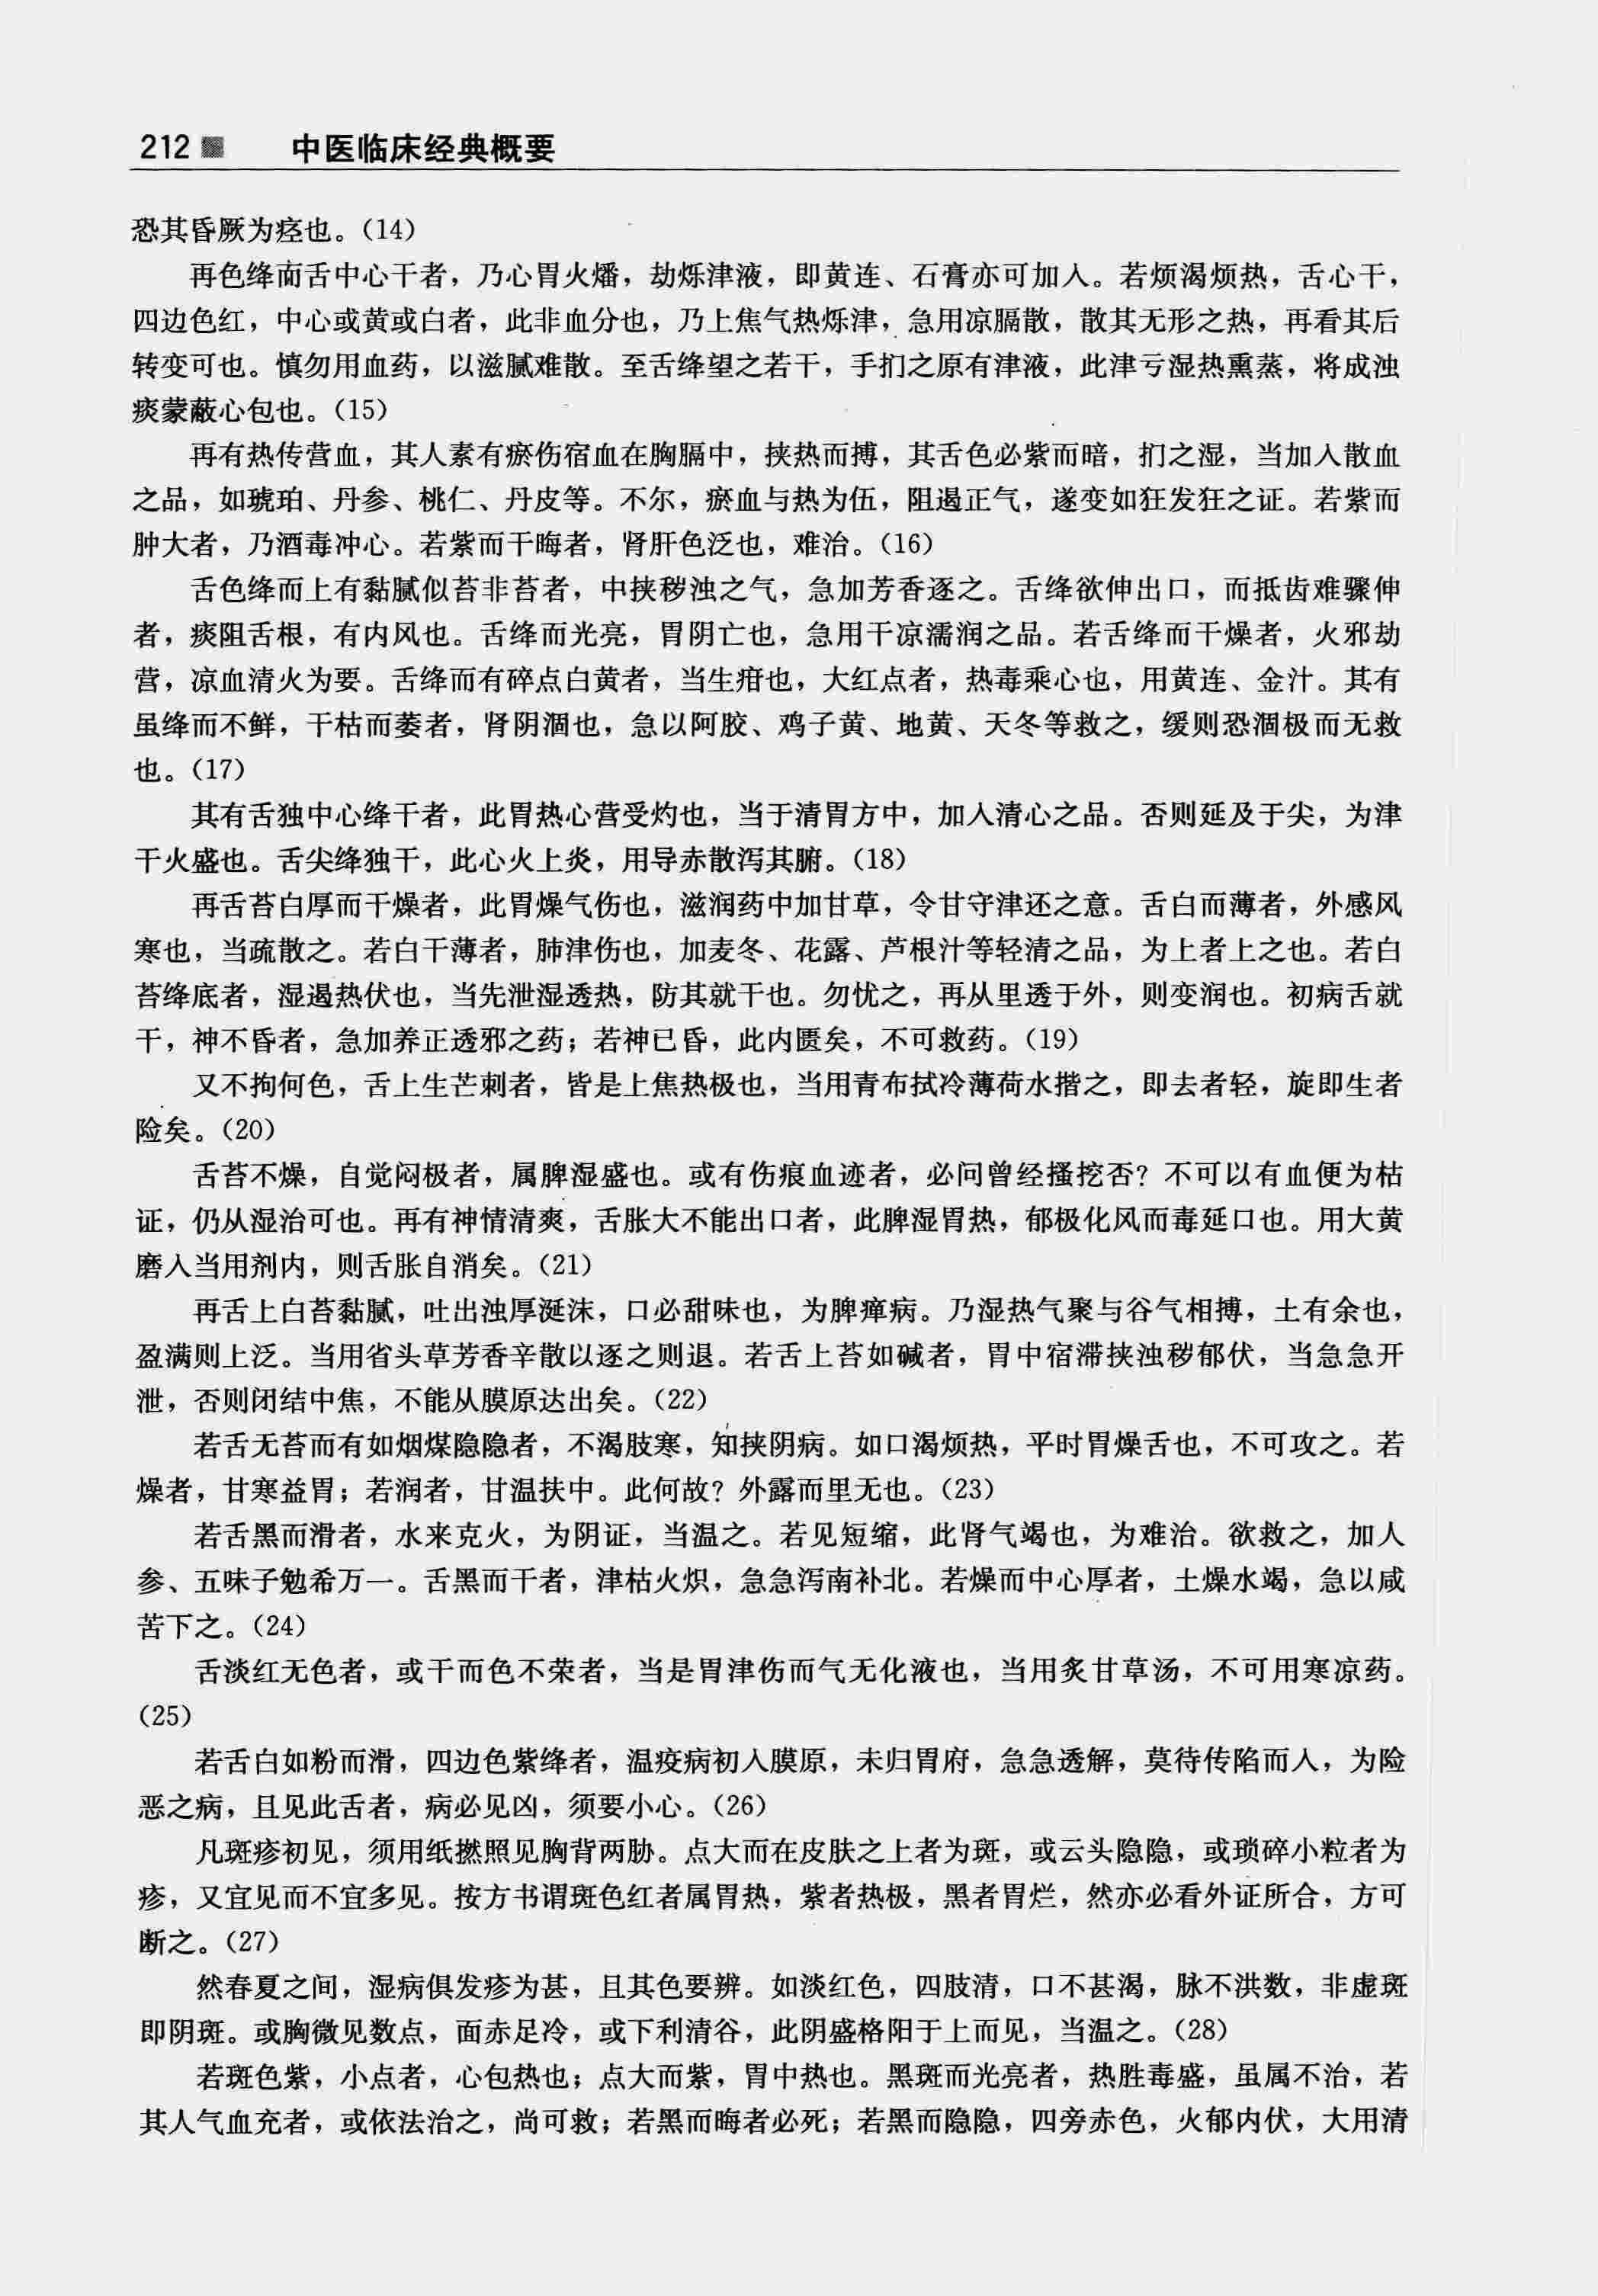 212 中医临床经典概要
恐其昏厥为痉也。(14)
再色绛而舌中心干者，乃心胃火燔，劫烁津液，即黄连、石膏亦可加入。若烦渴烦热，舌心干，
四边色红，中心或黄或白者，此非血分也，乃上焦气热烁津，急用凉膈散，散其无形之热，再看其后
转变可也。慎勿用血药，以滋腻难散。至舌绛望之若干，手扪之原有津液，此津亏湿热熏蒸，将成浊
痰蒙蔽心包也。(15)
再有热传营血，其人素有瘀伤宿血在胸膈中，挟热而搏，其舌色必紫而暗，扪之湿，当加入散血
之品，如琥珀、丹参、桃仁、丹皮等。不尔，瘀血与热为伍，阻遏正气，遂变如狂发狂之证。若紫而
肿大者，乃酒毒冲心。若紫而干晦者，肾肝色泛也，难治。(16)
舌色绛而上有黏腻似苔非苔者，中挟秽浊之气，急加芳香逐之。舌绛欲伸出口，而抵齿难骤伸
者，痰阻舌根，有内风也。舌绛而光亮，胃阴亡也，急用干凉濡润之品。若舌绛而干燥者，火邪劫
营，凉血清火为要。舌绛而有碎点白黄者，当生疳也，大红点者，热毒乘心也，用黄连、金汁。其有
虽绛而不鲜，干枯而萎者，肾阴涸也，急以阿胶、鸡子黄、地黄、天冬等救之，缓则恐涸极而无救
也。(17)
其有舌独中心绛干者，此胃热心营受灼也，当于清胃方中，加入清心之品。否则延及于尖，为津
干火盛也。舌尖绛独干，此心火上炎，用导赤散泻其腑。(18)
再舌苔白厚而干燥者，此胃燥气伤也，滋润药中加甘草，令甘守津还之意。舌白而薄者，外感风
寒也，当疏散之。若白干薄者，肺津伤也，加麦冬、花露、芦根汁等轻清之品，为上者上之也。若白
苔绛底者，湿遏热伏也，当先泄湿透热，防其就干也。勿忧之，再从里透于外，则变润也。初病舌就
干，神不昏者，急加养正透邪之药；若神已昏，此内匮矣，不可救药。(19)
又不拘何色，舌上生芒刺者，皆是上焦热极也，当用青布拭冷薄荷水揩之，即去者轻，旋即生者
险矣。(20)
舌苔不燥，自觉闷极者，属脾湿盛也。或有伤痕血迹者，必问曾经搔挖否？不可以有血便为枯
证，仍从湿治可也。再有神情清爽，舌胀大不能出口者，此脾湿胃热，郁极化风而毒延口也。用大黄
磨入当用剂内，则舌胀自消矣。(21)
再舌上白苔黏腻，吐出浊厚涎沫，口必甜味也，为脾瘅病。乃湿热气聚与谷气相搏，土有余也，
盈满则上泛。当用省头草芳香辛散以逐之则退。若舌上苔如碱者，胃中宿滞挟浊秽郁伏，当急急开
泄，否则闭结中焦，不能从膜原达出矣。(22)
若舌无苔而有如烟煤隐隐者，不渴肢寒，知挟阴病。如口渴烦热，平时胃燥舌也，不可攻之。若
燥者，甘寒益胃；若润者，甘温扶中。此何故？外露而里无也。(23)
若舌黑而滑者，水来克火，为阴证，当温之。若见短缩，此肾气竭也，为难治。欲救之，加人
参、五味子勉希万一。舌黑而干者，津枯火炽，急急泻南补北。若燥而中心厚者，土燥水竭，急以咸
苦下之。(24)
舌淡红无色者，或干而色不荣者，当是胃津伤而气无化液也，当用炙甘草汤，不可用寒凉药。
(25)
若舌白如粉而滑，四边色紫绛者，温疫病初入膜原，未归胃府，急急透解，莫待传陷而入，为险
恶之病，且见此舌者，病必见凶，须要小心。(26)
凡斑疹初见，须用纸撚照见胸背两胁。点大而在皮肤之上者为斑，或云头隐隐，或琐碎小粒者为
疹，又宜见而不宜多见。按方书谓斑色红者属胃热，紫者热极，黑者胃烂，然亦必看外证所合，方可
断之。(27)
然春夏之间，湿病俱发疹为甚，且其色要辨。如淡红色，四肢清，口不甚渴，脉不洪数，非虚斑
即阴斑。或胸微见数点，面赤足冷，或下利清谷，此阴盛格阳于上而见，当温之。(28)
若斑色紫，小点者，心包热也；点大而紫，胃中热也。黑斑而光亮者，热胜毒盛，虽属不治，若
其人气血充者，或依法治之，尚可救；若黑而晦者必死；若黑而隐隐，四旁赤色，火郁内伏，大用清